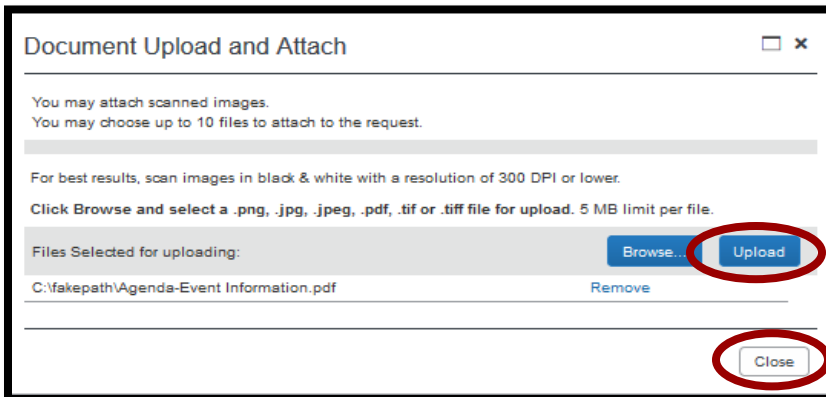 Document Upload and Attach
You may attach scanned images.
You may choose up to 10 files to attach to the request.
For best results, scan images in black & white with a resolution of 300 DPI or lower.
Click Browse and select a .png, .jpg, .jpeg, .pdf, .tif or .tiff file for upload. 5 MB limit per file.
Files Selected for uploading: Browse... Upload
C:\fakepath\Agenda-Event Information.pdf Remove
Close